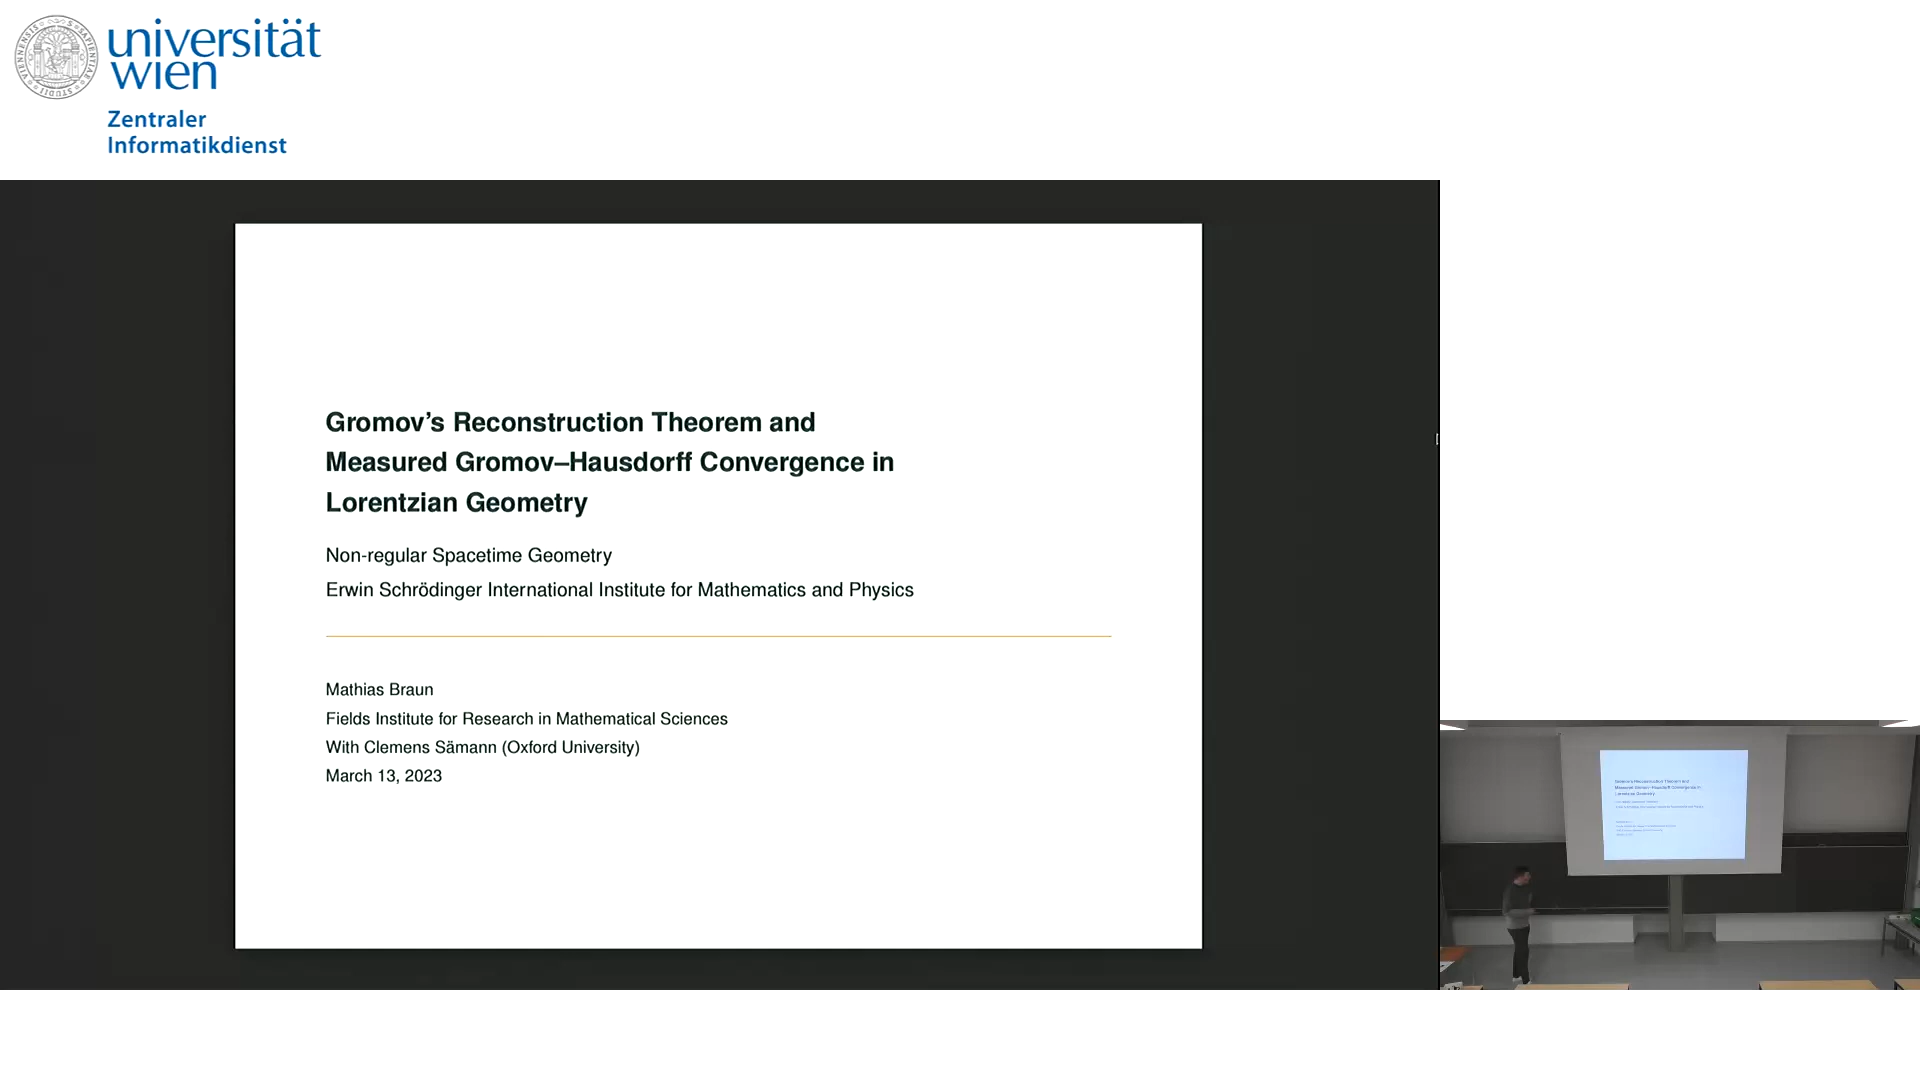 universität
wien
Zentraler
Informatikdienst
Gromov’s Reconstruction Theorem and
Measured Gromov–Hausdorff Convergence in
Lorentzian Geometry
Non-regular Spacetime Geometry
Erwin Schrödinger International Institute for Mathematics and Physics
Mathias Braun
Fields Institute for Research in Mathematical Sciences
With Clemens Sämann (Oxford University)
March 13, 2023